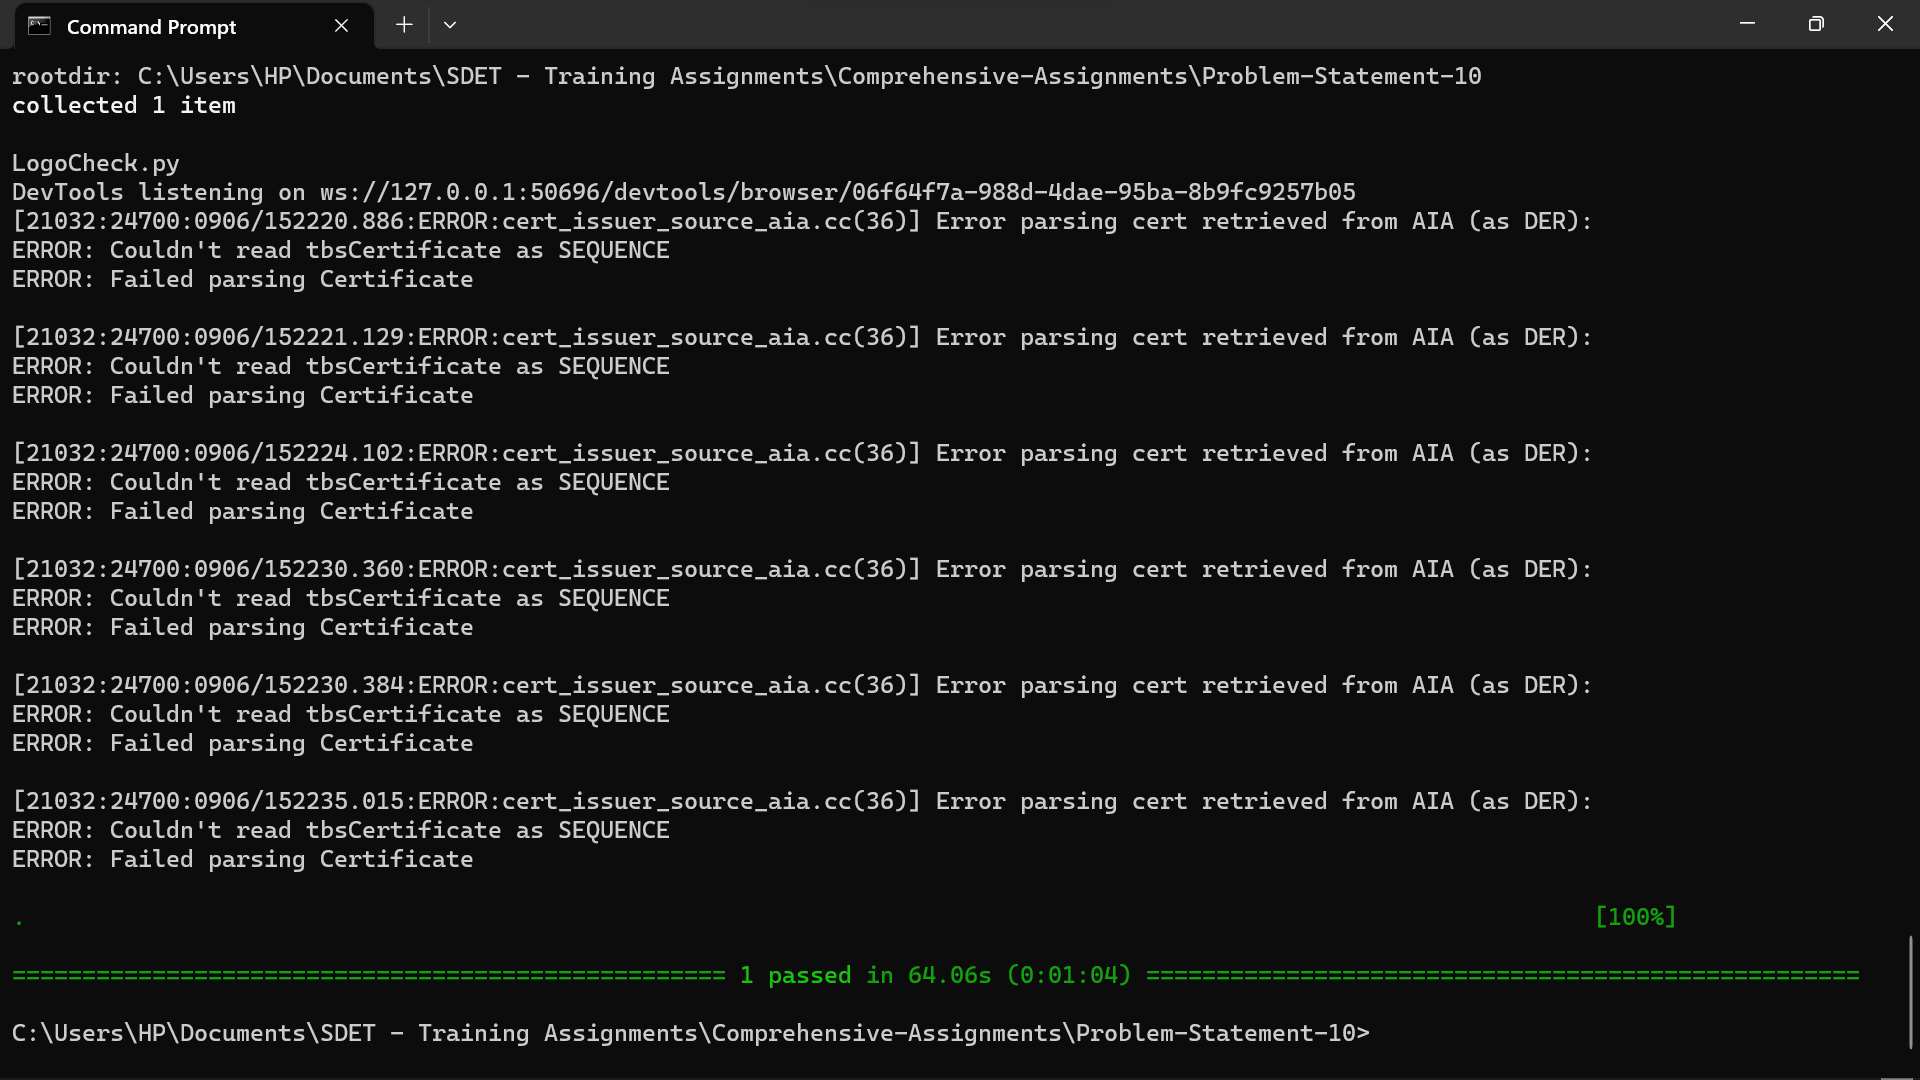 Command Prompt
rootdir: C:\Users\HP\Documents\SDET - Training Assignments\Comprehensive-Assignments\Problem-Statement-10
collected 1 item
LogoCheck.py
DevTools listening on ws://127.0.0.1:50696/devtools/browser/06f64f7a-988d-4dae-95ba-8b9fc9257b05
[21032:24700:0906/152220.886:ERROR:cert_issuer_source_aia.cc(36)] Error parsing cert retrieved from AIA (as DER):
ERROR: Couldn't read tbsCertificate as SEQUENCE
ERROR: Failed parsing Certificate
[21032:24700:0906/152221.129:ERROR:cert_issuer_source_aia.cc(36)] Error parsing cert retrieved from AIA (as DER):
ERROR: Couldn't read tbsCertificate as SEQUENCE
ERROR: Failed parsing Certificate
[21032:24700:0906/152224.102:ERROR:cert_issuer_source_aia.cc(36)] Error parsing cert retrieved from AIA (as DER):
ERROR: Couldn't read tbsCertificate as SEQUENCE
ERROR: Failed parsing Certificate
[21032:24700:0906/152230.360:ERROR:cert_issuer_source_aia.cc(36)] Error parsing cert retrieved from AIA (as DER):
ERROR: Couldn't read tbsCertificate as SEQUENCE
ERROR: Failed parsing Certificate
[21032:24700:0906/152230.384:ERROR:cert_issuer_source_aia.cc(36)] Error parsing cert retrieved from AIA (as DER):
ERROR: Couldn't read tbsCertificate as SEQUENCE
ERROR: Failed parsing Certificate
[21032:24700:0906/152235.015:ERROR:cert_issuer_source_aia.cc(36)] Error parsing cert retrieved from AIA (as DER):
ERROR: Couldn't read tbsCertificate as SEQUENCE
ERROR: Failed parsing Certificate
. [100%]
=================================================== 1 passed in 64.06s (0:01:04) ===================================================
C:\Users\HP\Documents\SDET - Training Assignments\Comprehensive-Assignments\Problem-Statement-10>